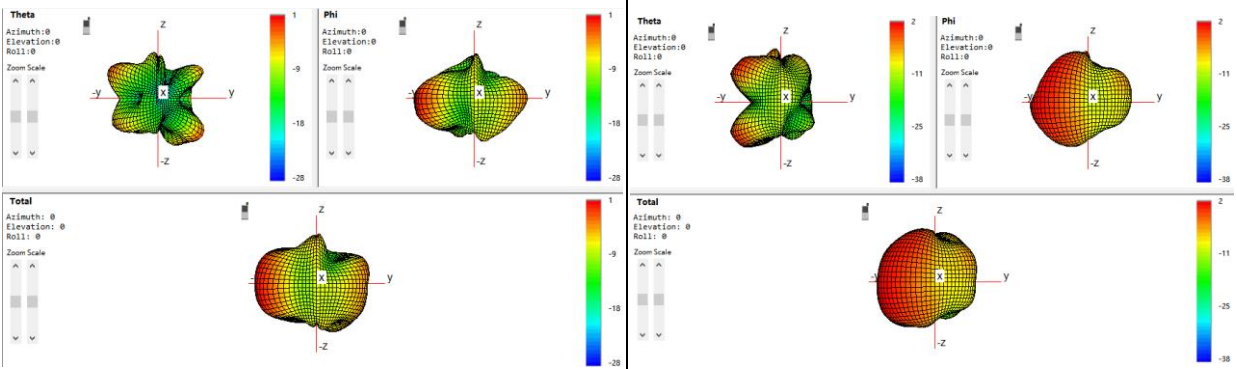 Theta
Azimuth:0
Elevation:0
Roll:0
Zoom Scale
z
-y
x
y
-z
1
-9
-18
-28
Phi
Azimuth:0
Elevation:0
Roll:0
Zoom Scale
z
-y
x
y
-z
1
-9
-18
-28
Total
Azimuth: 0
Elevation: 0
Roll: 0
Zoom Scale
z
x
y
-z
1
-9
-18
-28
Theta
Azimuth:0
Elevation:0
Roll:0
Zoom Scale
z
-y
x
y
-z
2
-11
-25
-38
Phi
Azimuth:0
Elevation:0
Roll:0
Zoom Scale
z
-y
x
y
-z
2
-11
-25
-38
Total
Azimuth: 0
Elevation: 0
Roll: 0
Zoom Scale
z
-y
x
y
-z
2
-11
-25
-38